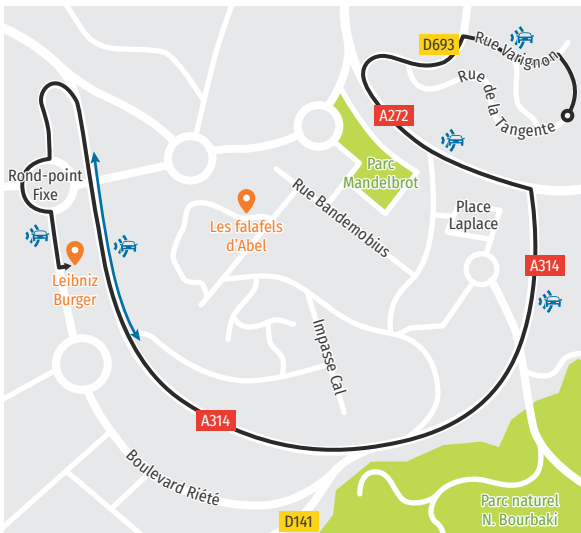 D693
Rue Varignon
Rue de la Tangente
A272
Parc
Mandelbrot
Rond-point
Fixe
Les falafels
d'Abel
Rue Bandemobius
Place
Laplace
Leibniz
Burger
A314
Impasse Cal
A314
Boulevard Riété
D141
Parc naturel
N. Bourbaki